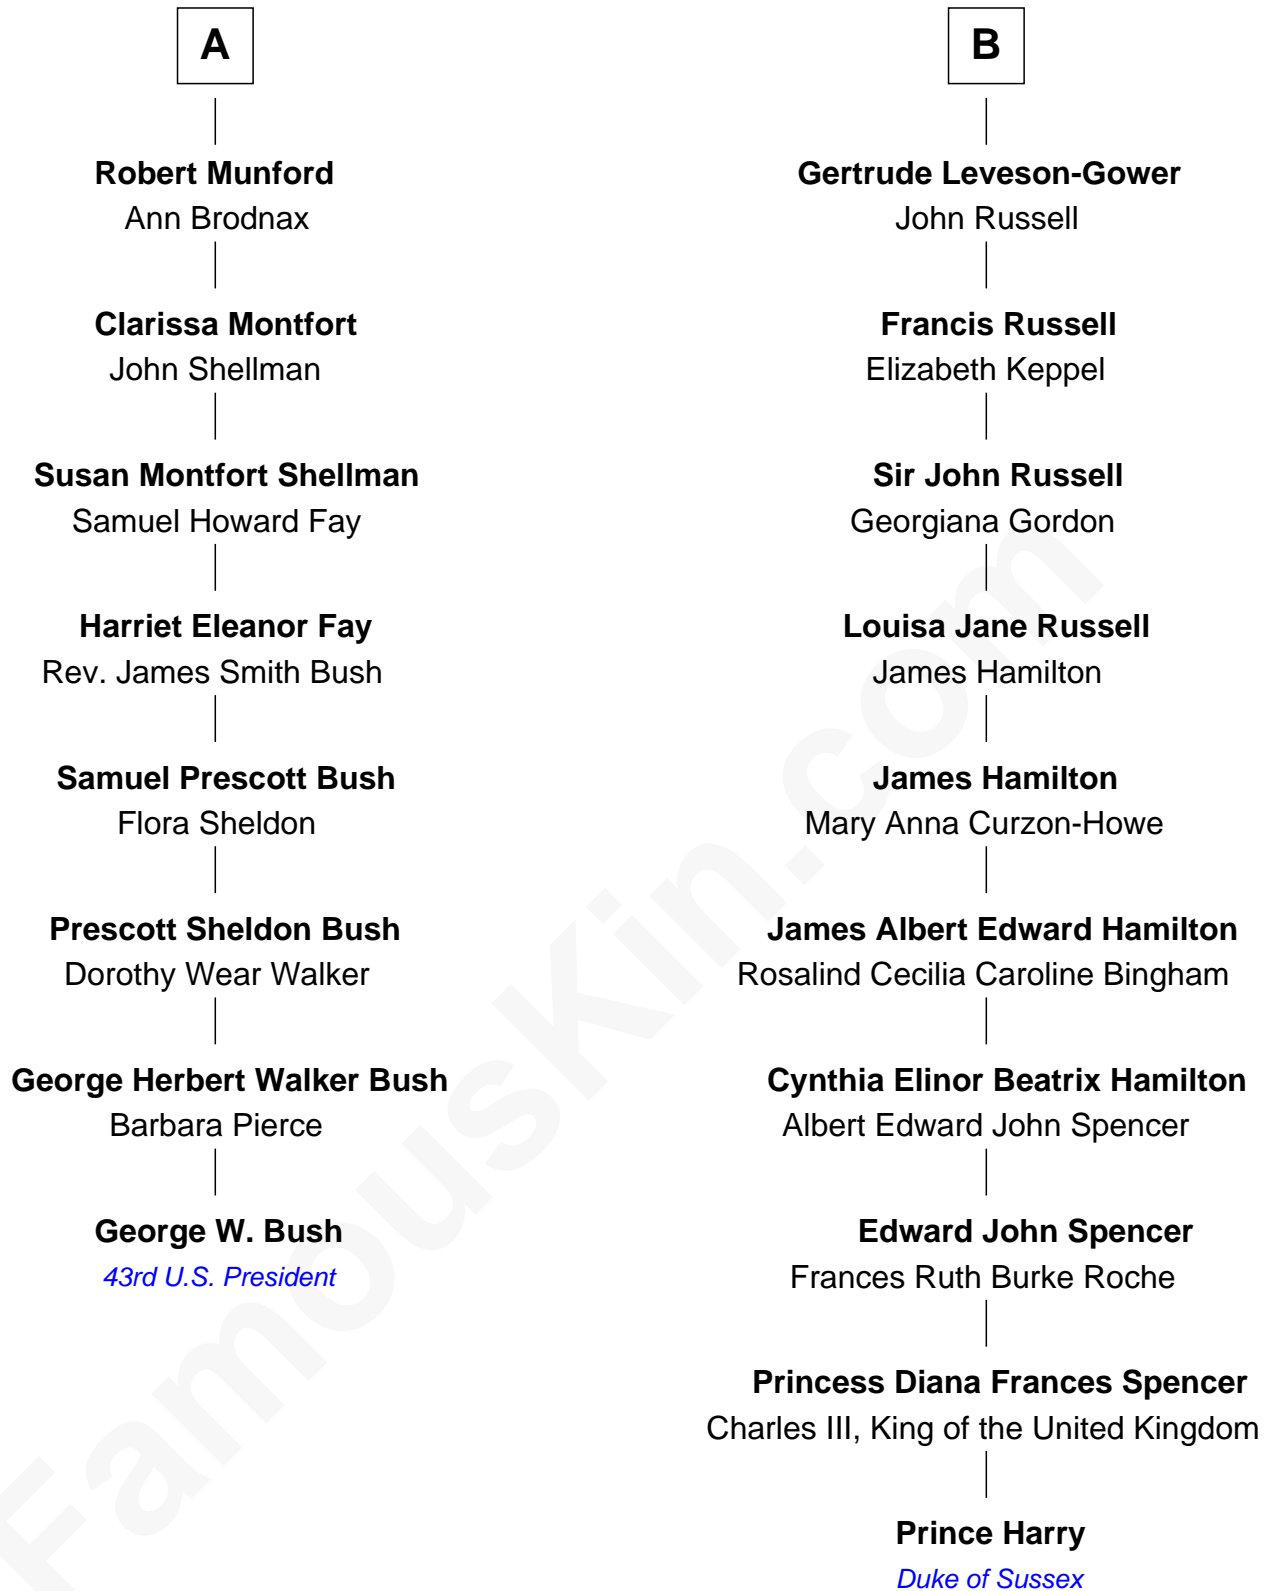 A
Robert Munford
Ann Brodnax
Clarissa Montfort
John Shellman
Susan Montfort Shellman
Samuel Howard Fay
Harriet Eleanor Fay
Rev. James Smith Bush
Samuel Prescott Bush
Flora Sheldon
Prescott Sheldon Bush
Dorothy Wear Walker
George Herbert Walker Bush
Barbara Pierce
George W. Bush
43rd U.S. President
B
Gertrude Leveson-Gower
John Russell
Francis Russell
Elizabeth Keppel
Sir John Russell
Georgiana Gordon
Louisa Jane Russell
James Hamilton
James Hamilton
Mary Anna Curzon-Howe
James Albert Edward Hamilton
Rosalind Cecilia Caroline Bingham
Cynthia Elinor Beatrix Hamilton
Albert Edward John Spencer
Edward John Spencer
Frances Ruth Burke Roche
Princess Diana Frances Spencer
Charles III, King of the United Kingdom
Prince Harry
Duke of Sussex
FamousKin.com